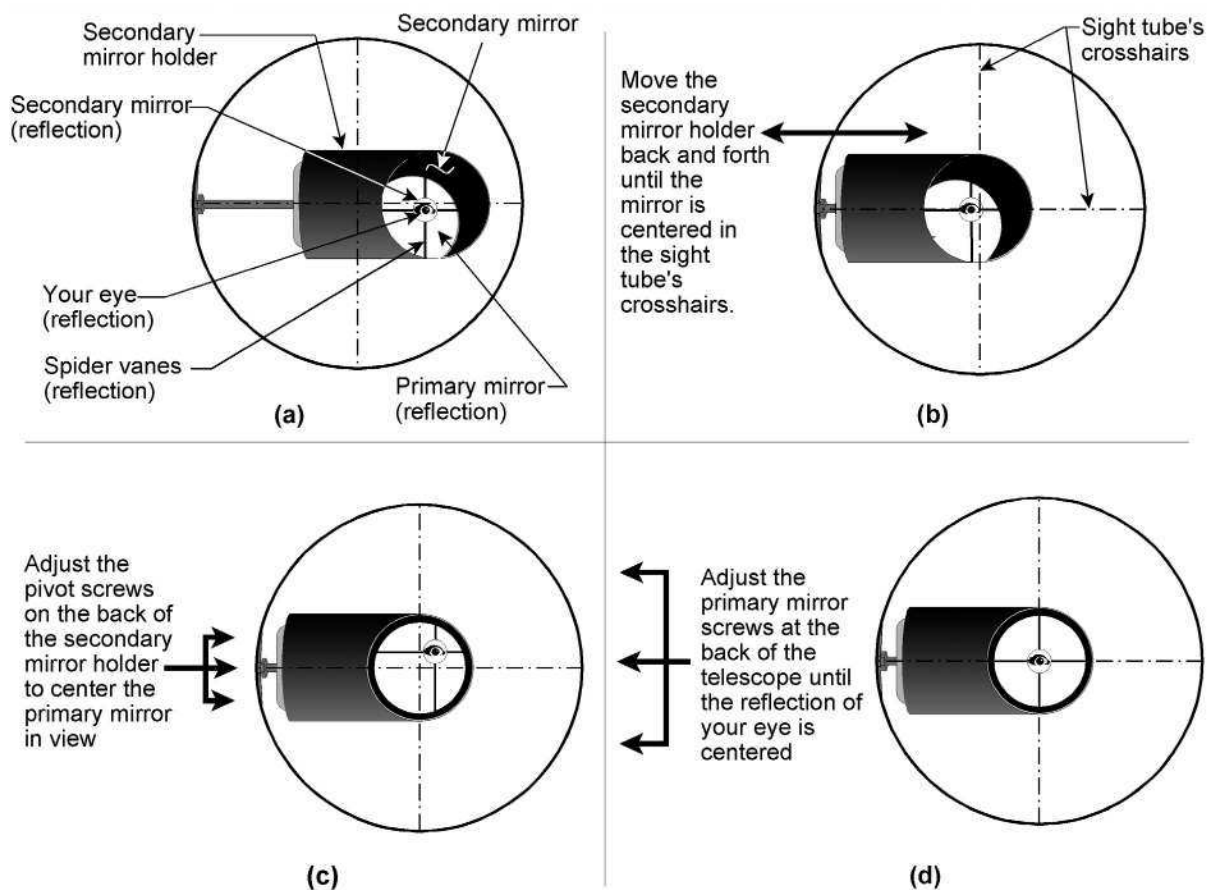 Secondary
mirror holder
Secondary mirror
Secondary mirror
(reflection)
Your eye
(reflection)
Spider vanes
(reflection)
Primary mirror
(reflection)
(a)
Sight tube's
crosshairs
Move the
secondary
mirror holder
back and forth
until the
mirror is
centered in
the sight
tube's
crosshairs.
(b)
Adjust the
pivot screws
on the back of
the secondary
mirror holder
to center the
primary mirror
in view
(c)
Adjust the
primary mirror
screws at the
back of the
telescope until
the reflection of
your eye is
centered
(d)